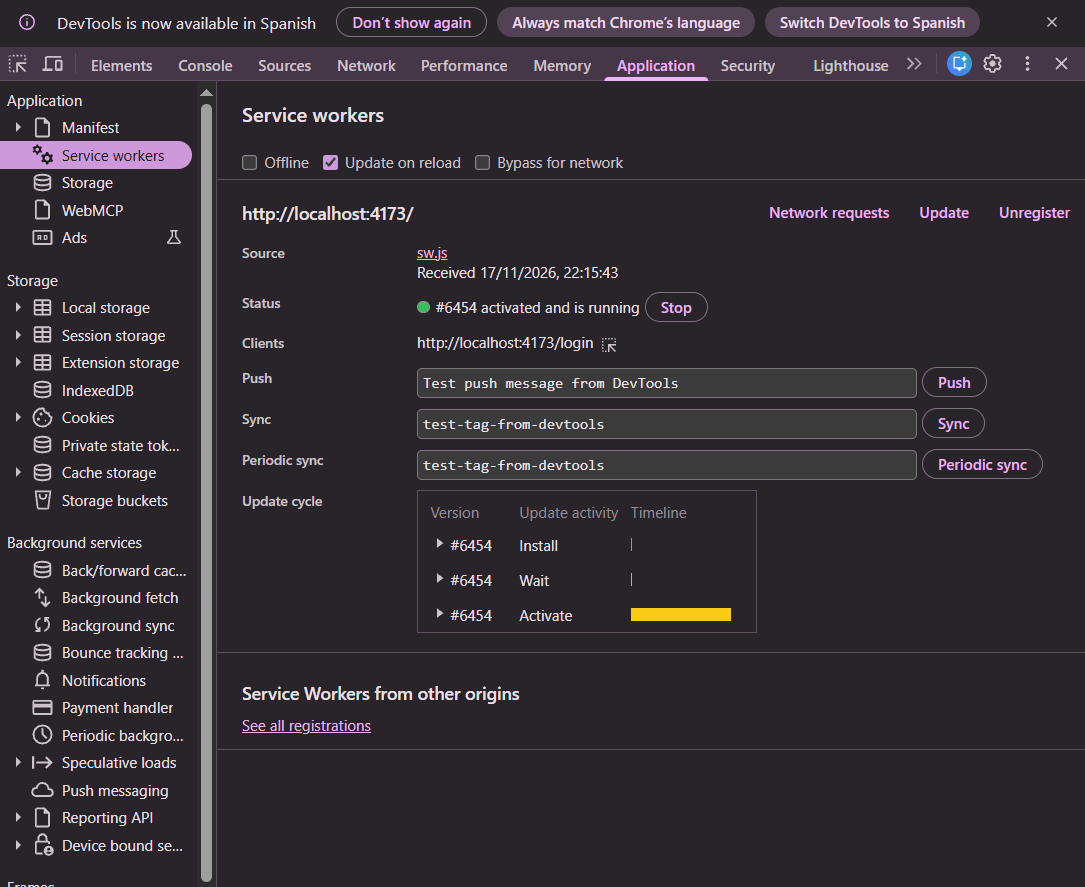 DevTools is now available in Spanish
Don't show again
Always match Chrome's language
Switch DevTools to Spanish
Elements
Console
Sources
Network
Performance
Memory
Application
Security
Lighthouse
Application
Manifest
Service workers
Storage
WebMCP
Ads
Storage
Local storage
Session storage
Extension storage
IndexedDB
Cookies
Private state tok...
Cache storage
Storage buckets
Background services
Back/forward cac...
Background fetch
Background sync
Bounce tracking ...
Notifications
Payment handler
Periodic backgro...
Speculative loads
Push messaging
Reporting API
Device bound se...
Frames
Service workers
Offline
Update on reload
Bypass for network
http://localhost:4173/
Network requests
Update
Unregister
Source
sw.js
Received 17/11/2026, 22:15:43
Status
#6454 activated and is running
Stop
Clients
http://localhost:4173/login
Push
Test push message from DevTools
Push
Sync
test-tag-from-devtools
Sync
Periodic sync
test-tag-from-devtools
Periodic sync
Update cycle
Version Update activity Timeline
#6454 Install
#6454 Wait
#6454 Activate
Service Workers from other origins
See all registrations